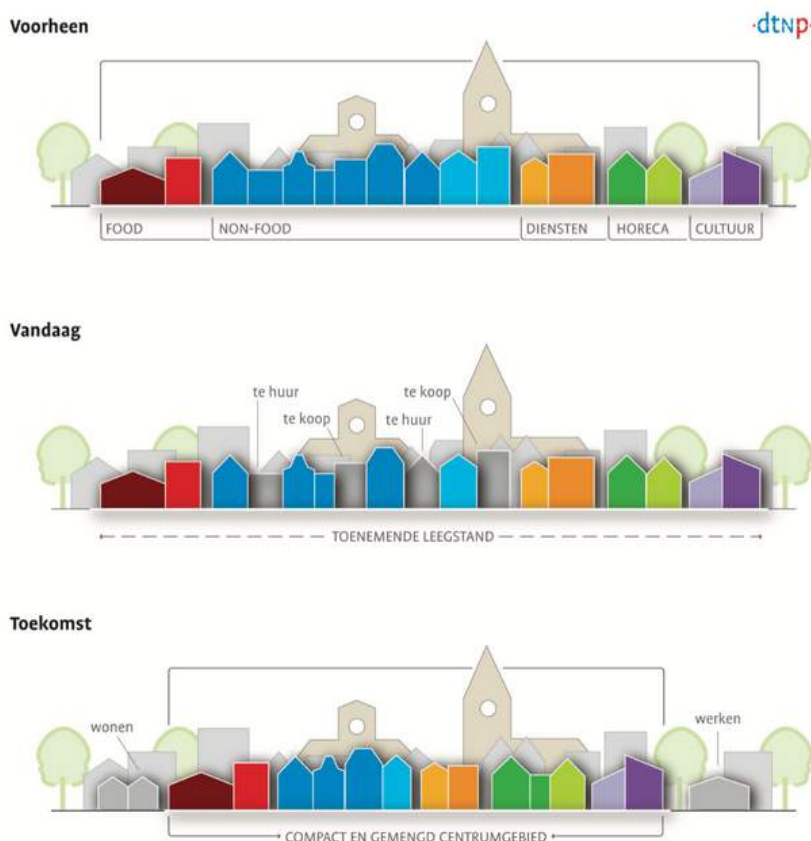 Voorheen
·dtnp·
FOOD
NON-FOOD
DIENSTEN
HORECA
CULTUUR
Vandaag
te huur
te koop
te huur
te koop
TOENEMENDE LEEGSTAND
Toekomst
wonen
werken
COMPACT EN GEMENGD CENTRUMGEBIED